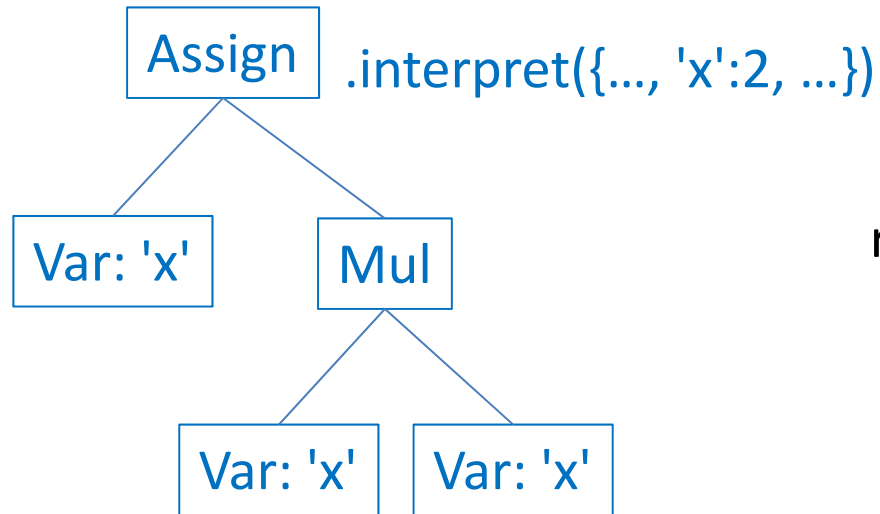 Assign .interpret({…, 'x':2, …})
Var: 'x' Mul r
Var: 'x' Var: 'x'